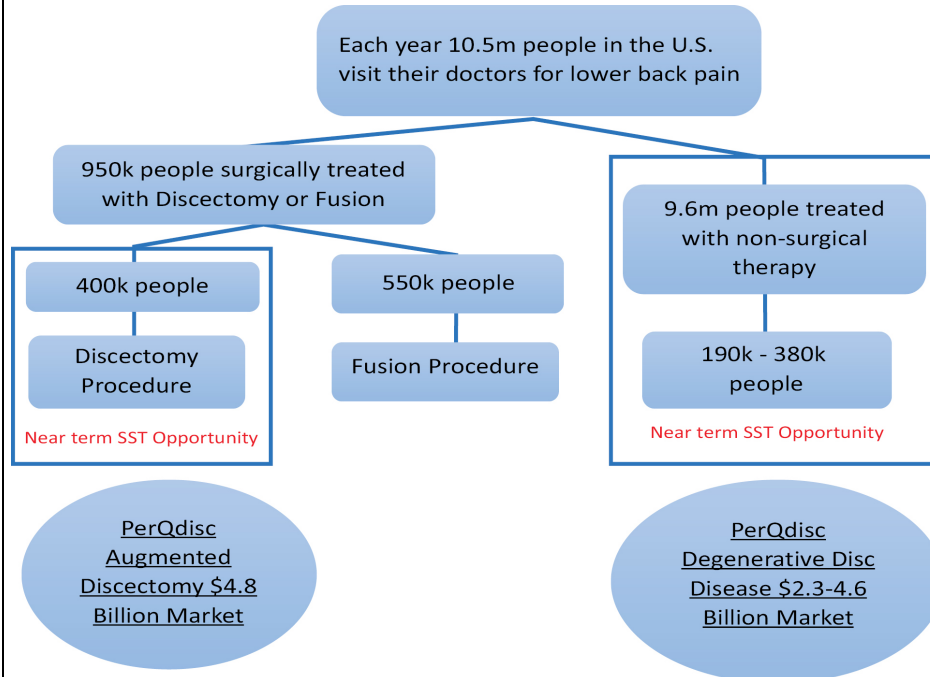 Each year 10.5m people in the U.S.
visit their doctors for lower back pain
950k people surgically treated
with Discectomy or Fusion
9.6m people treated
with non-surgical
therapy
400k people
550k people
Discectomy
Procedure
Fusion Procedure
190k - 380k
people
Near term SST Opportunity
Near term SST Opportunity
PerQdisc
Augmented
Discectomy $4.8
Billion Market
PerQdisc
Degenerative Disc
Disease $2.3-4.6
Billion Market